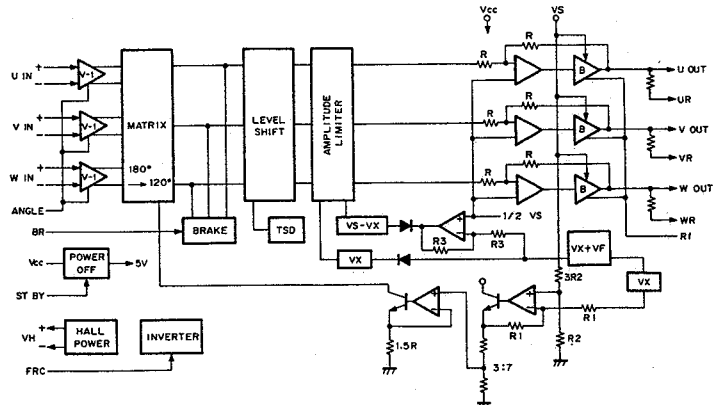 Vcc VS
U IN + − V-1
V IN + − V-1
W IN + − V-1
ANGLE
MATRIX
180°
→ 120°
LEVEL SHIFT
AMPLITUDE LIMITER
R R B U OUT
UR
R R B V OUT
VR
R R B W OUT
WR
Rf
1/2 VS
BR
BRAKE
TSD
VS-VX
+ −
R3 R3
VX
VX+VF
VX
Vcc POWER OFF 5V
ST BY
3R2
R1
R1
R2
+ −
+ −
1.5R
3:7
VH + −
HALL POWER
INVERTER
FRC